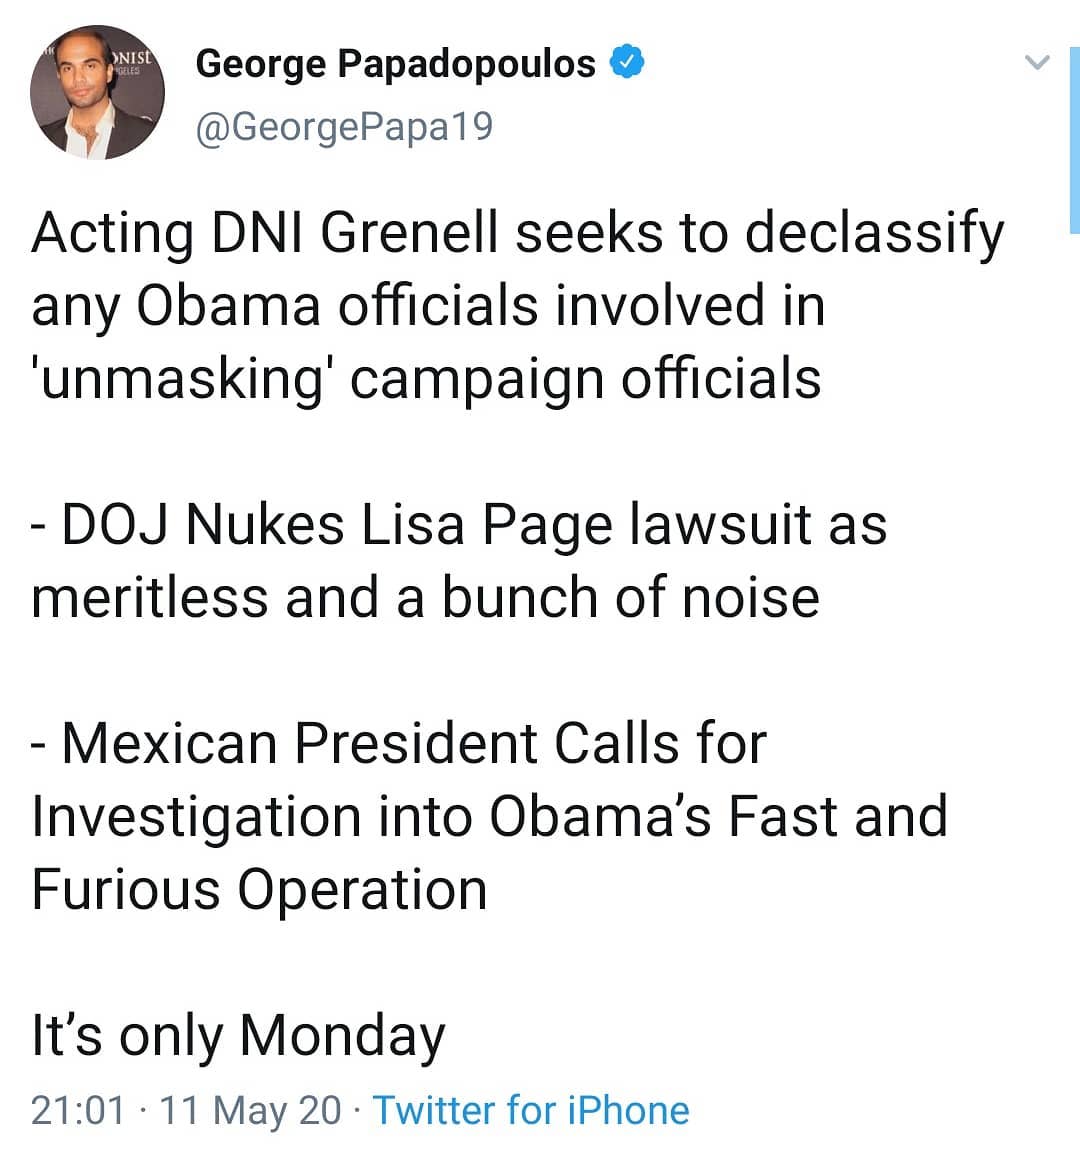 ONIST
George Papadopoulos
@GeorgePapa19
Acting DNI Grenell seeks to declassify
any Obama officials involved in
'unmasking' campaign officials
- DOJ Nukes Lisa Page lawsuit as
meritless and a bunch of noise
- Mexican President Calls for
Investigation into Obama’s Fast and
Furious Operation
It’s only Monday
21:01 · 11 May 20 · Twitter for iPhone